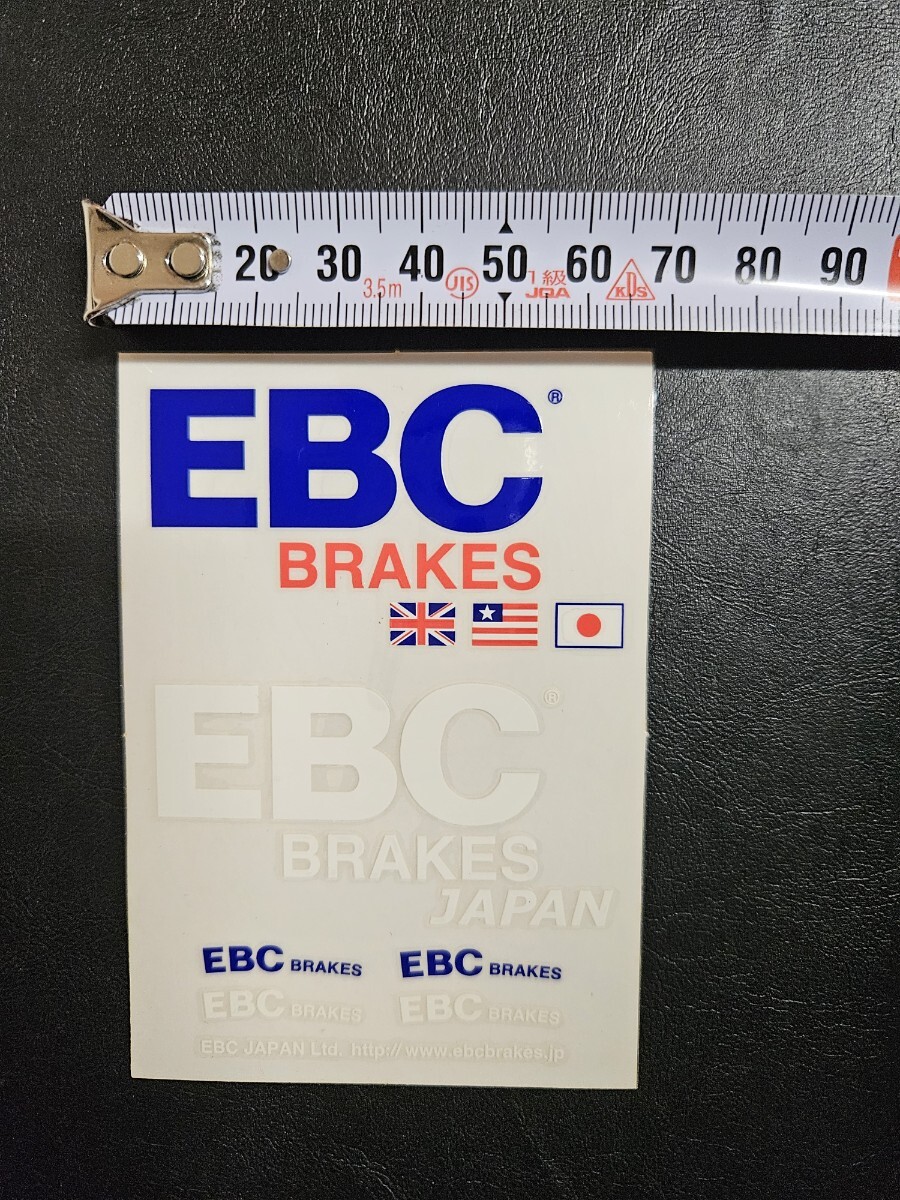 20 30 40 50 60 70 80 90
3.5m JIS 1級 JQA KDS
EBC®
BRAKES
EBC®
BRAKES
JAPAN
EBC BRAKES EBC BRAKES
EBC BRAKES EBC BRAKES
EBC JAPAN Ltd. http://www.ebcbrakes.jp